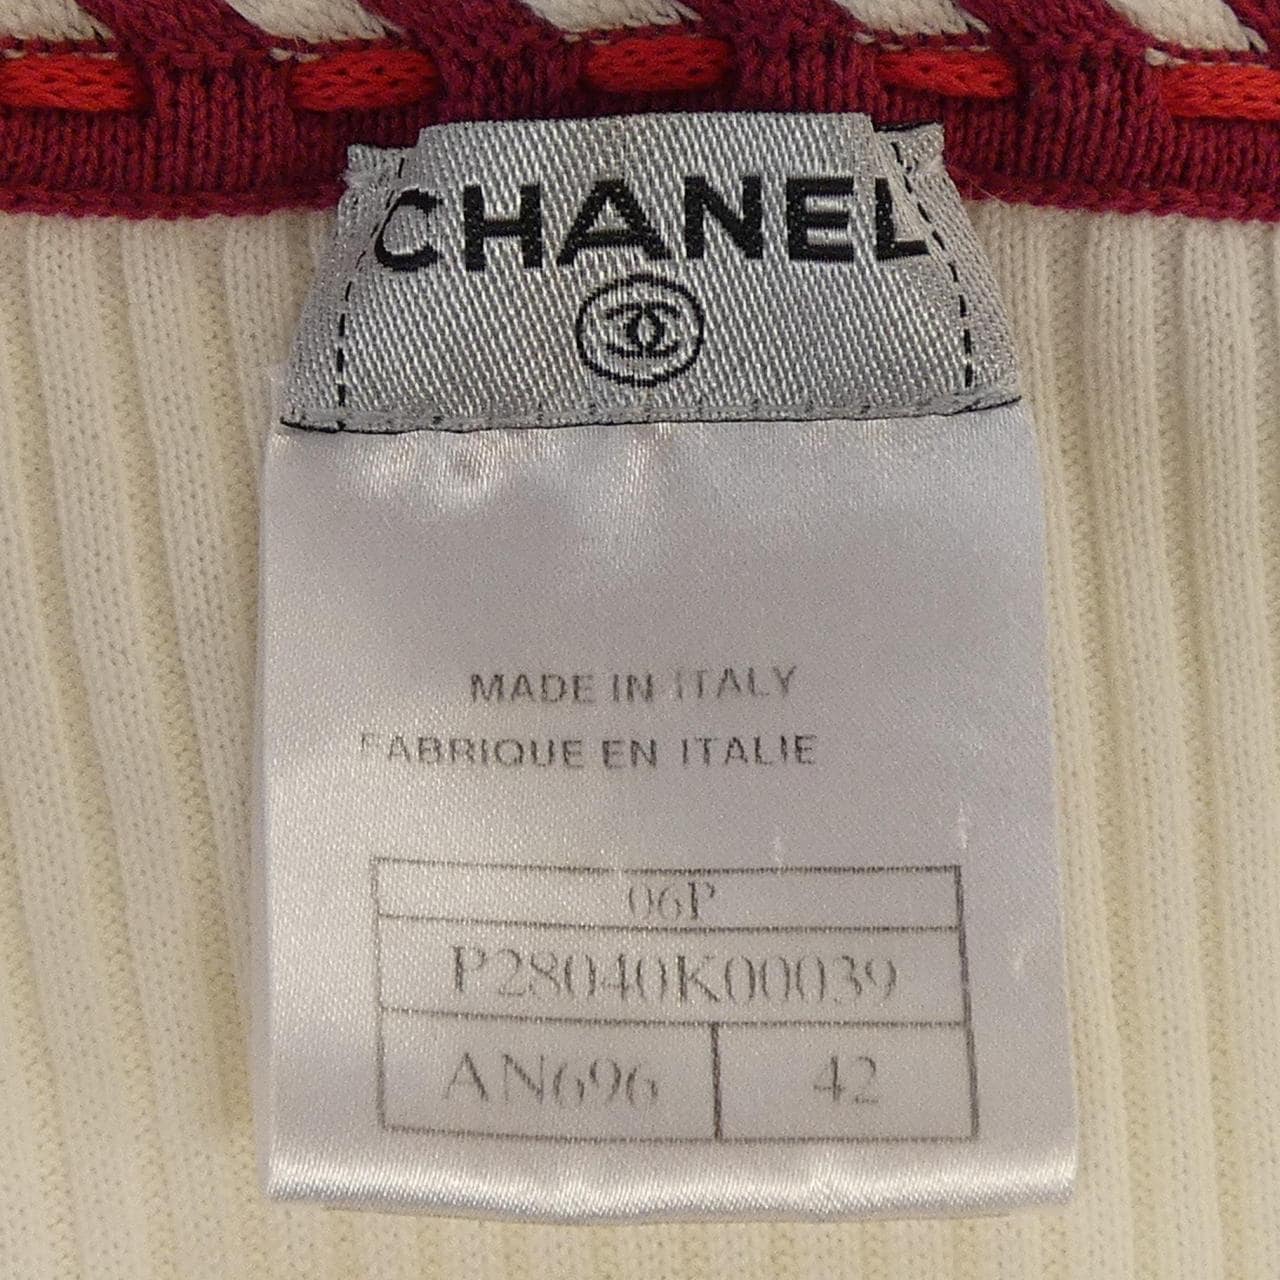 CHANEL
MADE IN ITALY
FABRIQUE EN ITALIE
06P
P28040K00039
AN696 42